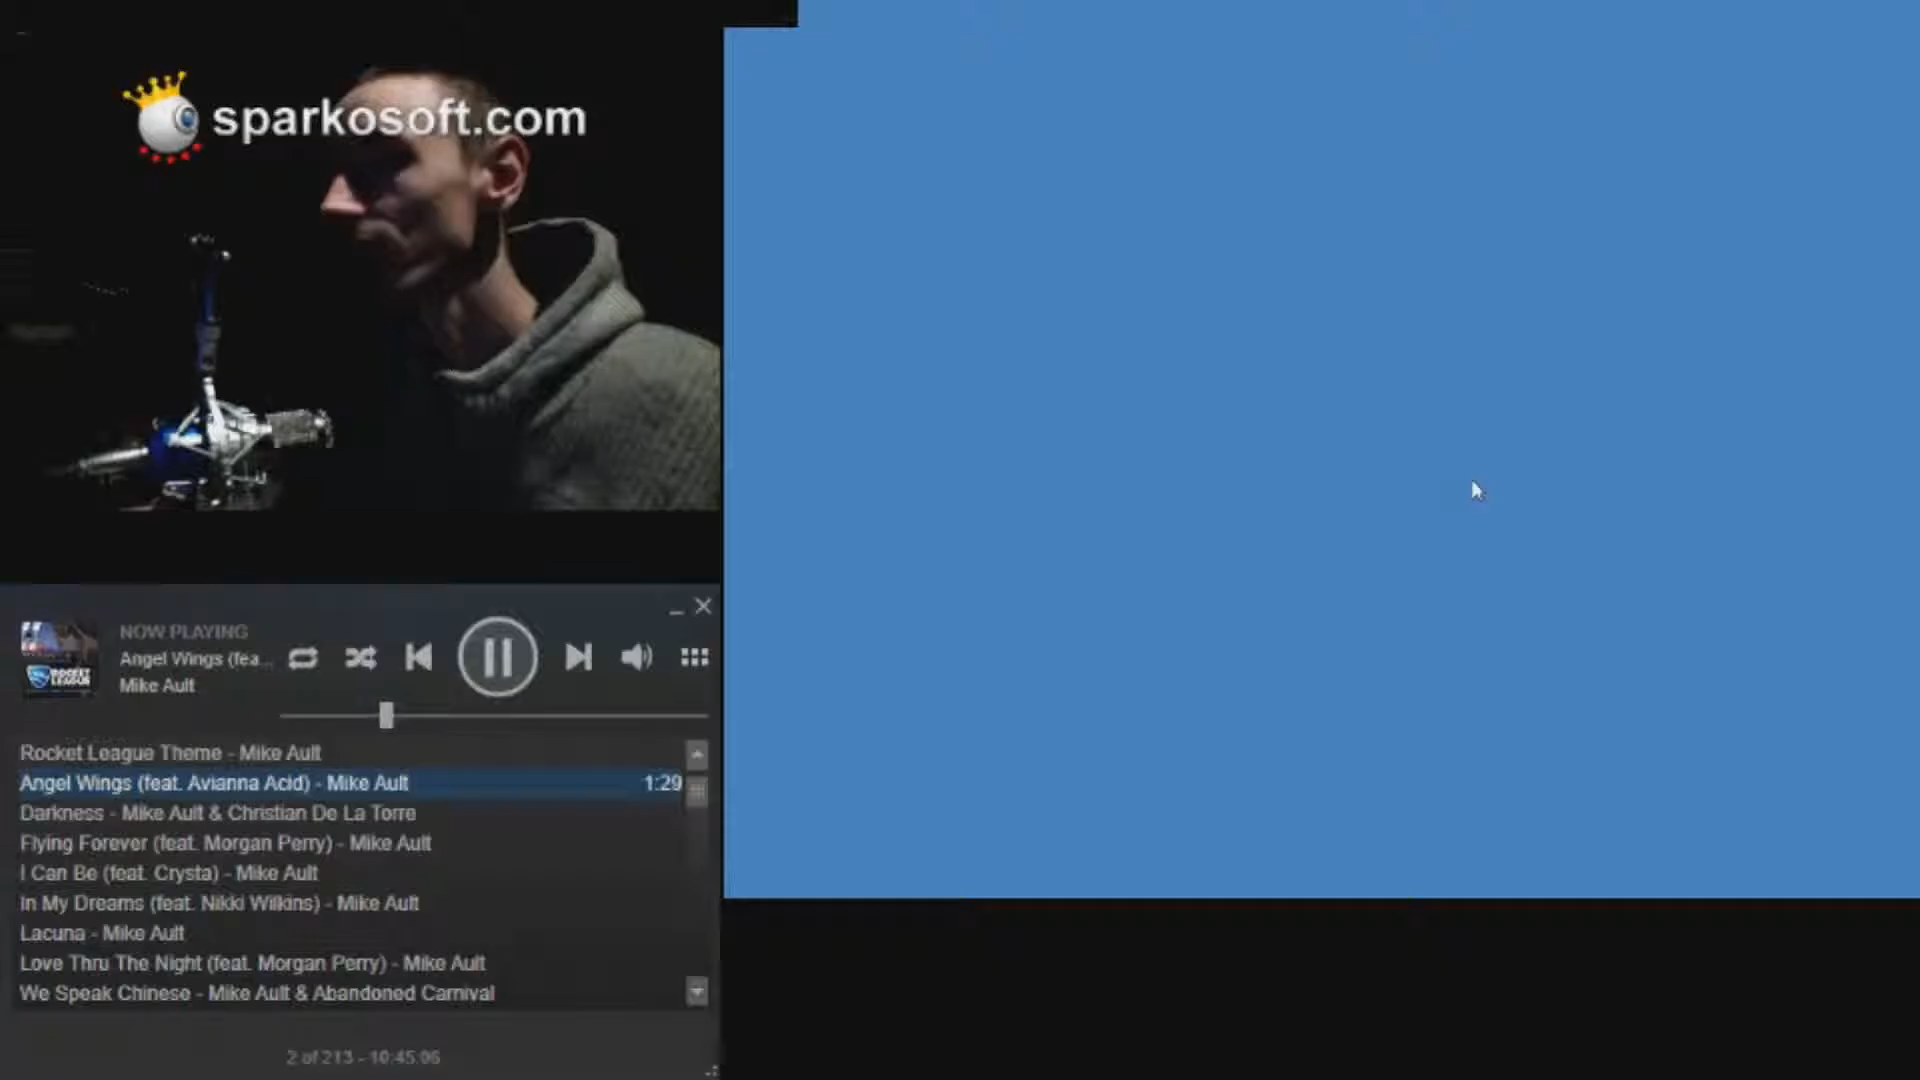 sparkosoft.com
NOW PLAYING
Angel Wings (fea...
Mike Ault
ROCKET
LEAGUE
Rocket League Theme - Mike Ault
Angel Wings (feat. Avianna Acid) - Mike Ault 1:29
Darkness - Mike Ault & Christian De La Torre
Flying Forever (feat. Morgan Perry) - Mike Ault
I Can Be (feat. Crysta) - Mike Ault
In My Dreams (feat. Nikki Wilkins) - Mike Ault
Lacuna - Mike Ault
Love Thru The Night (feat. Morgan Perry) - Mike Ault
We Speak Chinese - Mike Ault & Abandoned Carnival
2 of 213 - 10:45:06